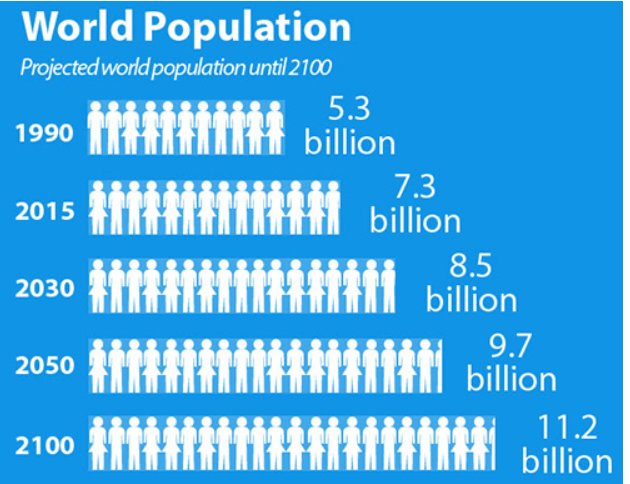 World Population
Projected world population until 2100
1990
5.3
billion
2015
7.3
billion
2030
8.5
billion
2050
9.7
billion
2100
11.2
billion